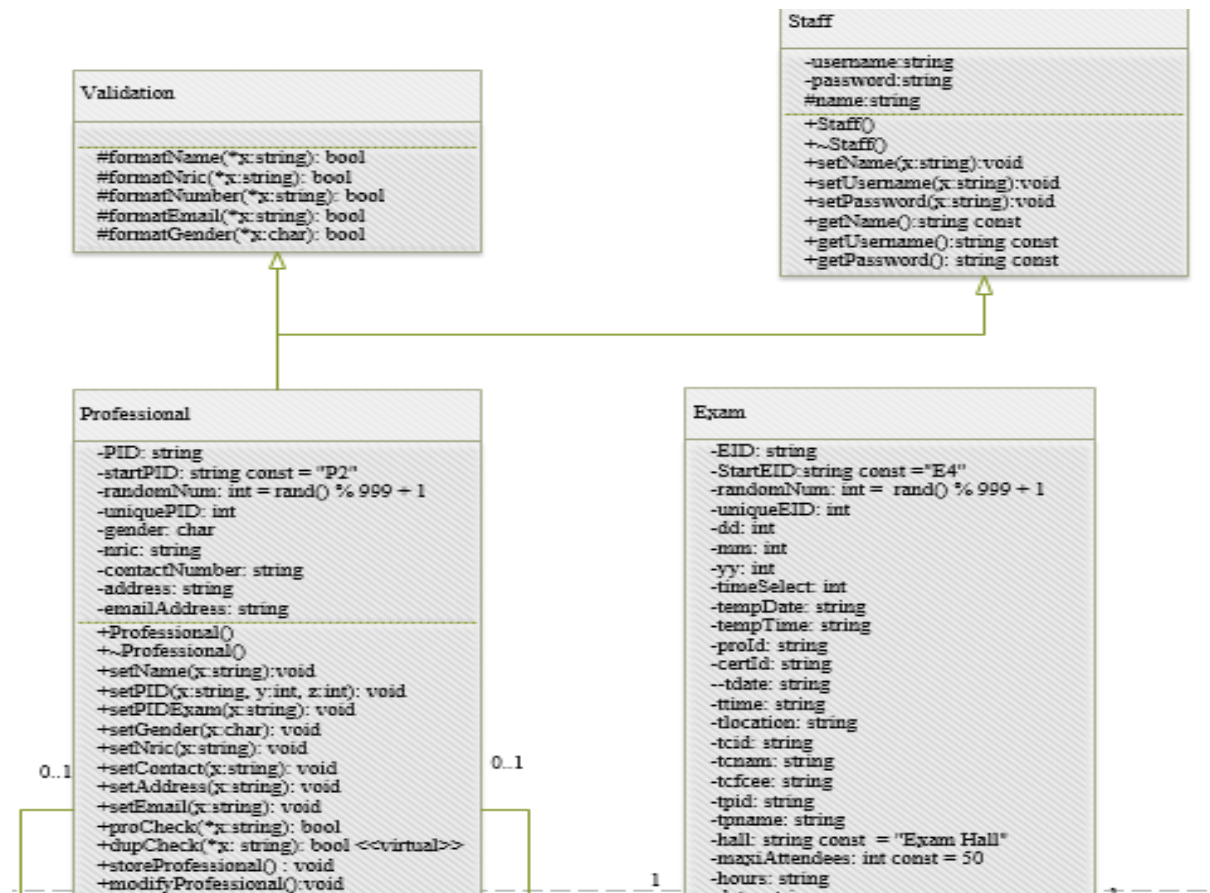 Staff
-username:string
-password:string
#name:string
+Staff()
+~Staff()
+setName(x:string):void
+setUsername(x:string):void
+setPassword(x:string):void
+getName():string const
+getUsername():string const
+getPassword(): string const
Validation
#formatName(*x:string): bool
#formatNric(*x:string): bool
#formatNumber(*x:string): bool
#formatEmail(*x:string): bool
#formatGender(*x:char): bool
Professional
-PID: string
-startPID: string const = "P2"
-randomNum: int = rand() % 999 + 1
-uniquePID: int
-gender: char
-nric: string
-contactNumber: string
-address: string
-emailAddress: string
+Professional()
+~Professional()
+setName(x:string):void
+setPID(x:string, y:int, z:int): void
+setPIDExam(x:string): void
+setGender(x:char): void
+setNric(x:string): void
+setContact(x:string): void
+setAddress(x:string): void
+setEmail(x:string): void
+proCheck(*x:string): bool
+dupCheck(*x: string): bool <<virtual>>
+storeProfessional() : void
+modifyProfessional():void
0..1
0..1
Exam
-EID: string
-StartEID:string const ="E4"
-randomNum: int = rand() % 999 + 1
-uniqueEID: int
-dd: int
-mm: int
-yy: int
-timeSelect: int
-tempDate: string
-tempTime: string
-proId: string
-certId: string
--tdate: string
-ttime: string
-tlocation: string
-tcid: string
-tcnam: string
-tcfcee: string
-tpid: string
-tpname: string
-hall: string const = "Exam Hall"
-maxiAttendees: int const = 50
-hours: string
1